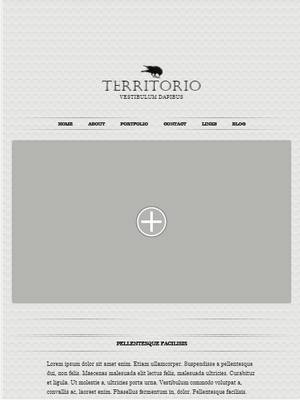 TERRITORIO
VESTIBULUM DAPIBUS
HOME ABOUT PORTFOLIO CONTACT LINKS BLOG
PELLENTESQUE FACILISIS
Lorem ipsum dolor sit amet enim. Etiam ullamcorper. Suspendisse a pellentesque
dui, non felis. Maecenas malesuada elit lectus felis, malesuada ultricies. Curabitur
et ligula. Ut molestie a, ultricies porta urna. Vestibulum commodo volutpat a,
convallis ac, laoreet enim. Phasellus fermentum in, dolor. Pellentesque facilisis.